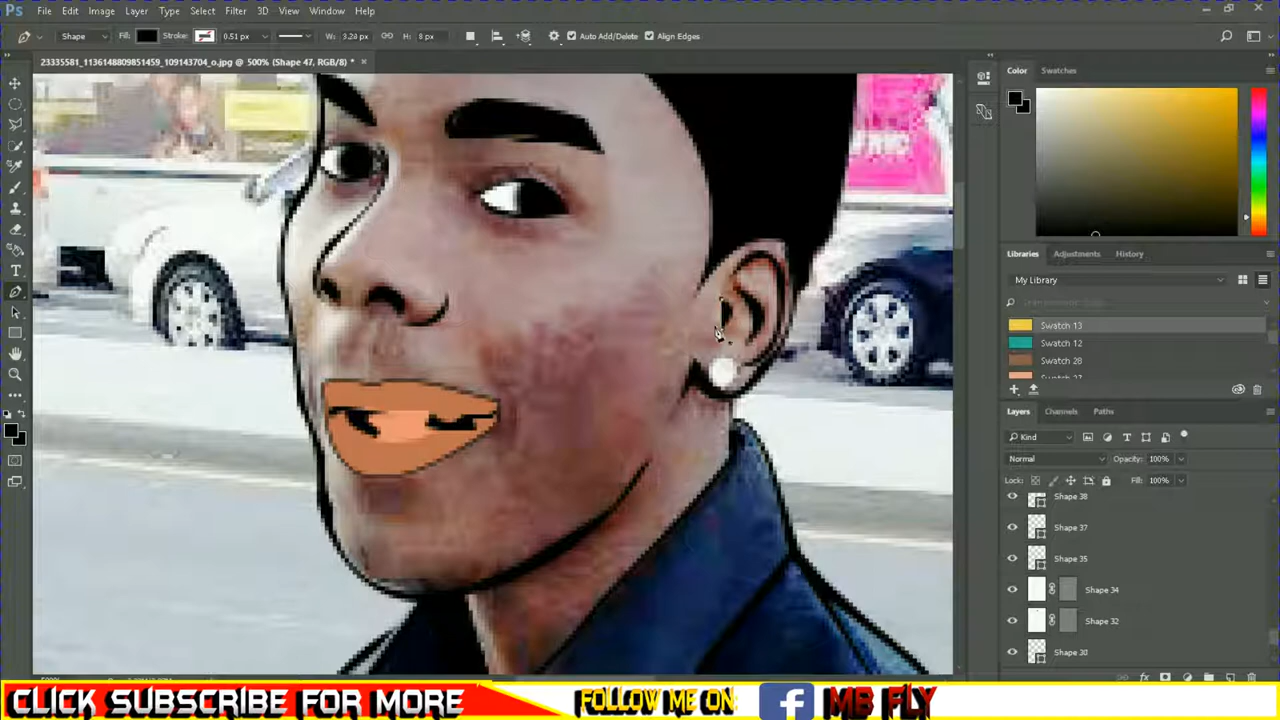 Ps File Edit Image Layer Type Select Filter 3D View Window Help
Shape Fill: Stroke: 0.51 px W: 3.24 px H: 8 px Auto Add/Delete Align Edges
23335581_1136148809851459_109143704_o.jpg @ 500% (Shape 47, RGB/8) *
Color Swatches
Libraries Adjustments History
My Library
Swatch 13
Swatch 12
Swatch 28
Layers Channels Paths
Kind
Normal Opacity: 100%
Lock: Fill: 100%
Shape 38
Shape 37
Shape 35
Shape 34
Shape 32
Shape 30
fx
CLICK SUBSCRIBE FOR MORE FOLLOW ME ON f MB FLY